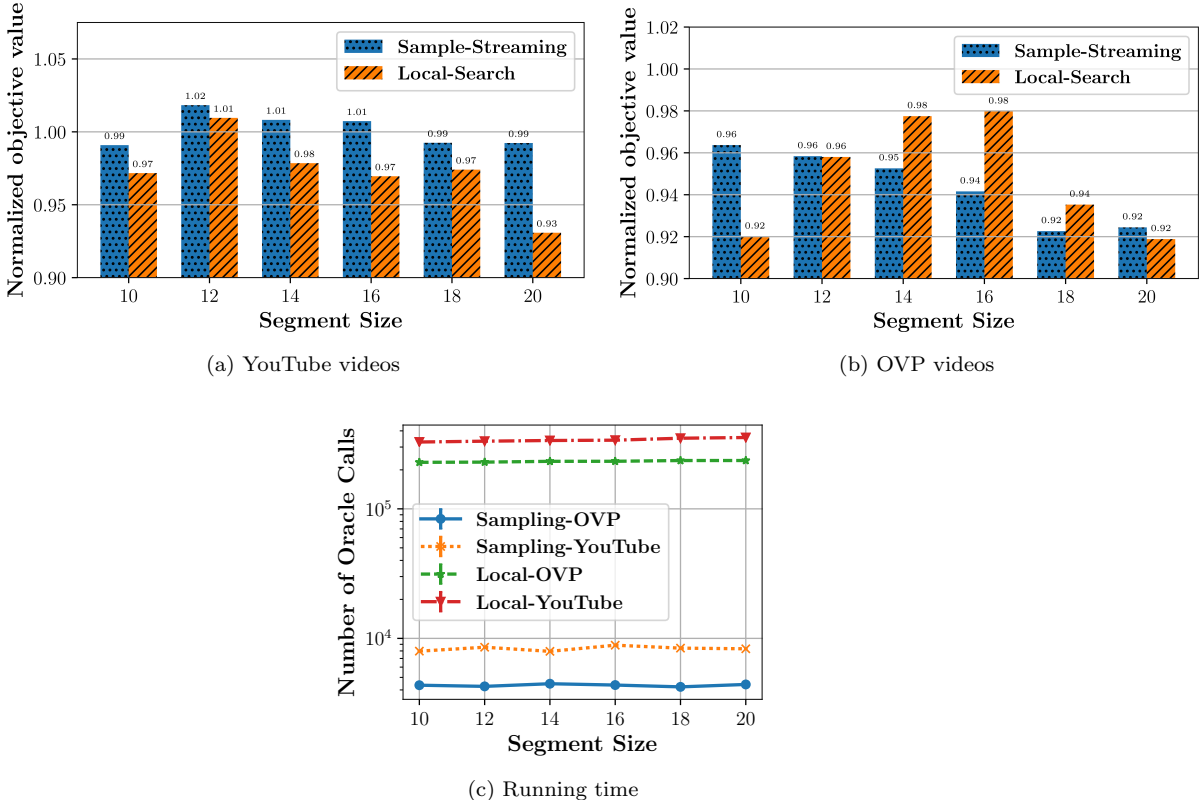 Normalized objective value
1.05
1.00
0.95
0.90
Sample-Streaming
Local-Search
0.99
0.97
1.02
1.01
1.01
0.98
1.01
0.97
0.99
0.97
0.99
0.93
10 12 14 16 18 20
Segment Size
(a) YouTube videos
Normalized objective value
1.02
1.00
0.98
0.96
0.94
0.92
0.90
Sample-Streaming
Local-Search
0.96
0.92
0.96
0.96
0.95
0.98
0.94
0.98
0.92
0.94
0.92
0.92
10 12 14 16 18 20
Segment Size
(b) OVP videos
Number of Oracle Calls
10⁵
10⁴
Sampling-OVP
Sampling-YouTube
Local-OVP
Local-YouTube
10 12 14 16 18 20
Segment Size
(c) Running time